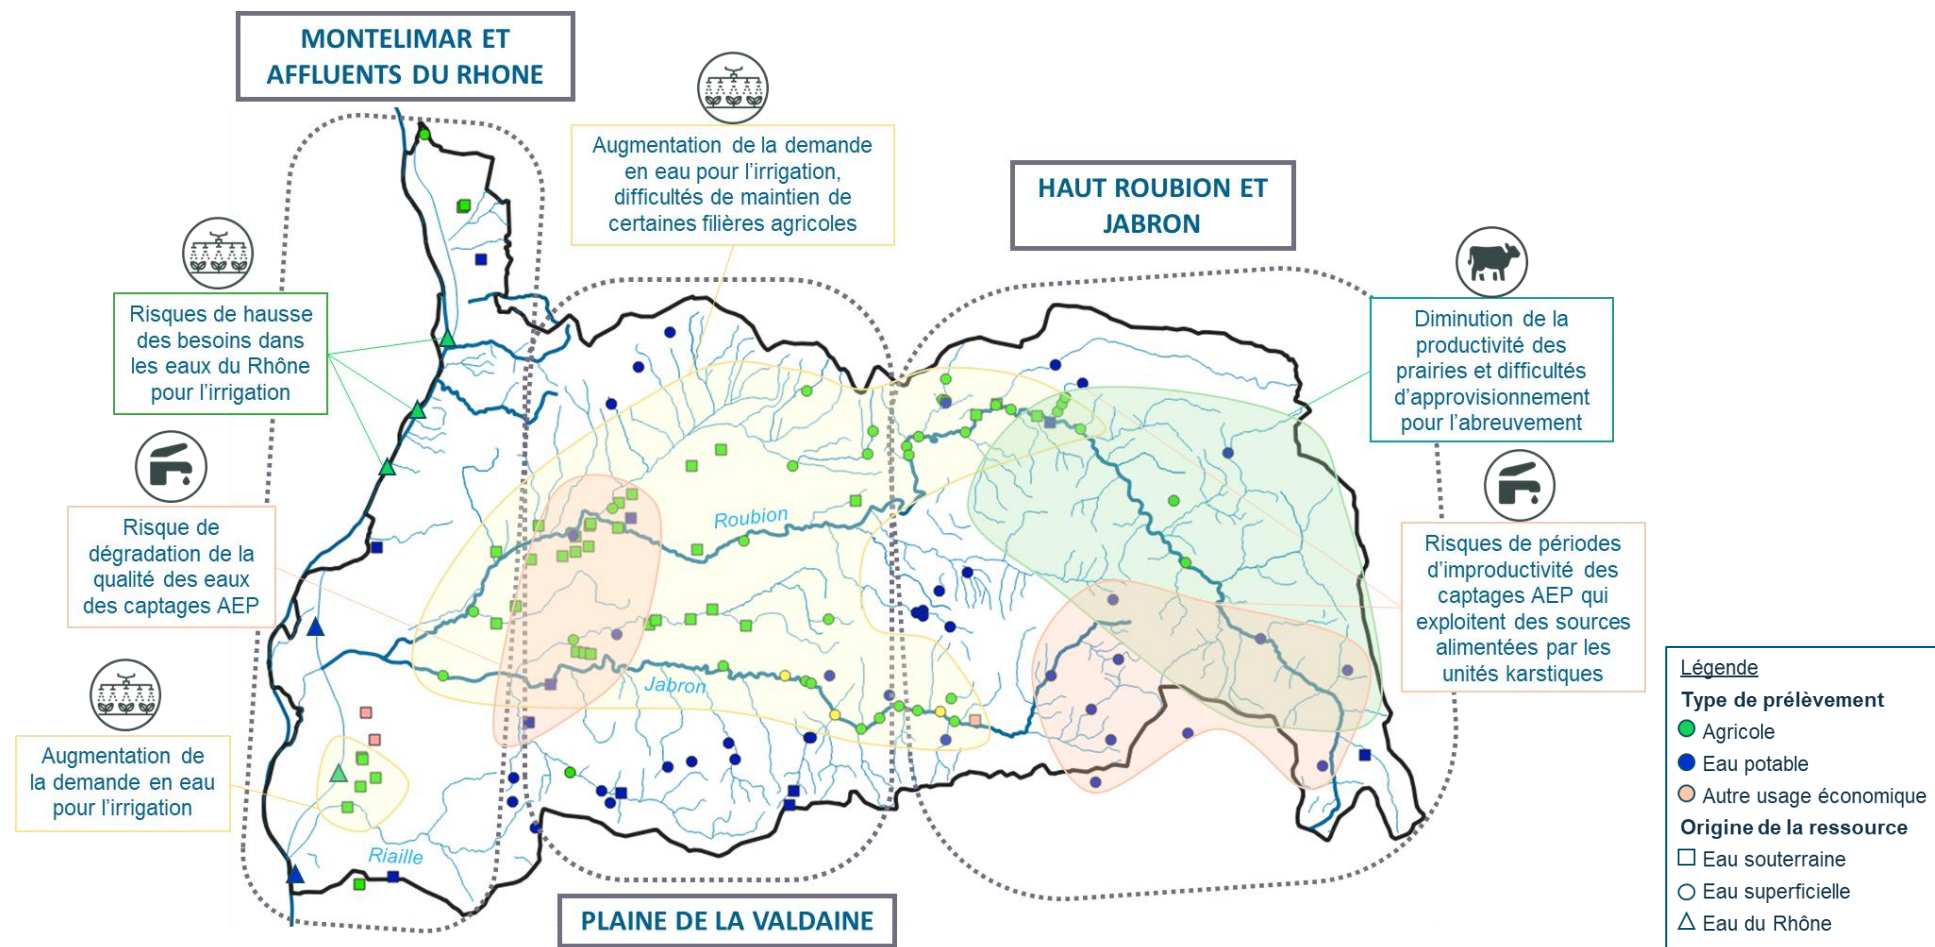 MONTELIMAR ET
AFFLUENTS DU RHONE
Augmentation de la demande
en eau pour l'irrigation,
difficultés de maintien de
certaines filières agricoles
HAUT ROUBION ET
JABRON
Risques de hausse
des besoins dans
les eaux du Rhône
pour l'irrigation
Diminution de la
productivité des
prairies et difficultés
d'approvisionnement
pour l'abreuvement
Risque de
dégradation de la
qualité des eaux
des captages AEP
Roubion
Risques de périodes
d'improductivité des
captages AEP qui
exploitent des sources
alimentées par les
unités karstiques
Jabron
Augmentation de
la demande en eau
pour l'irrigation
Riaille
PLAINE DE LA VALDAINE
Légende
Type de prélèvement
Agricole
Eau potable
Autre usage économique
Origine de la ressource
Eau souterraine
Eau superficielle
Eau du Rhône